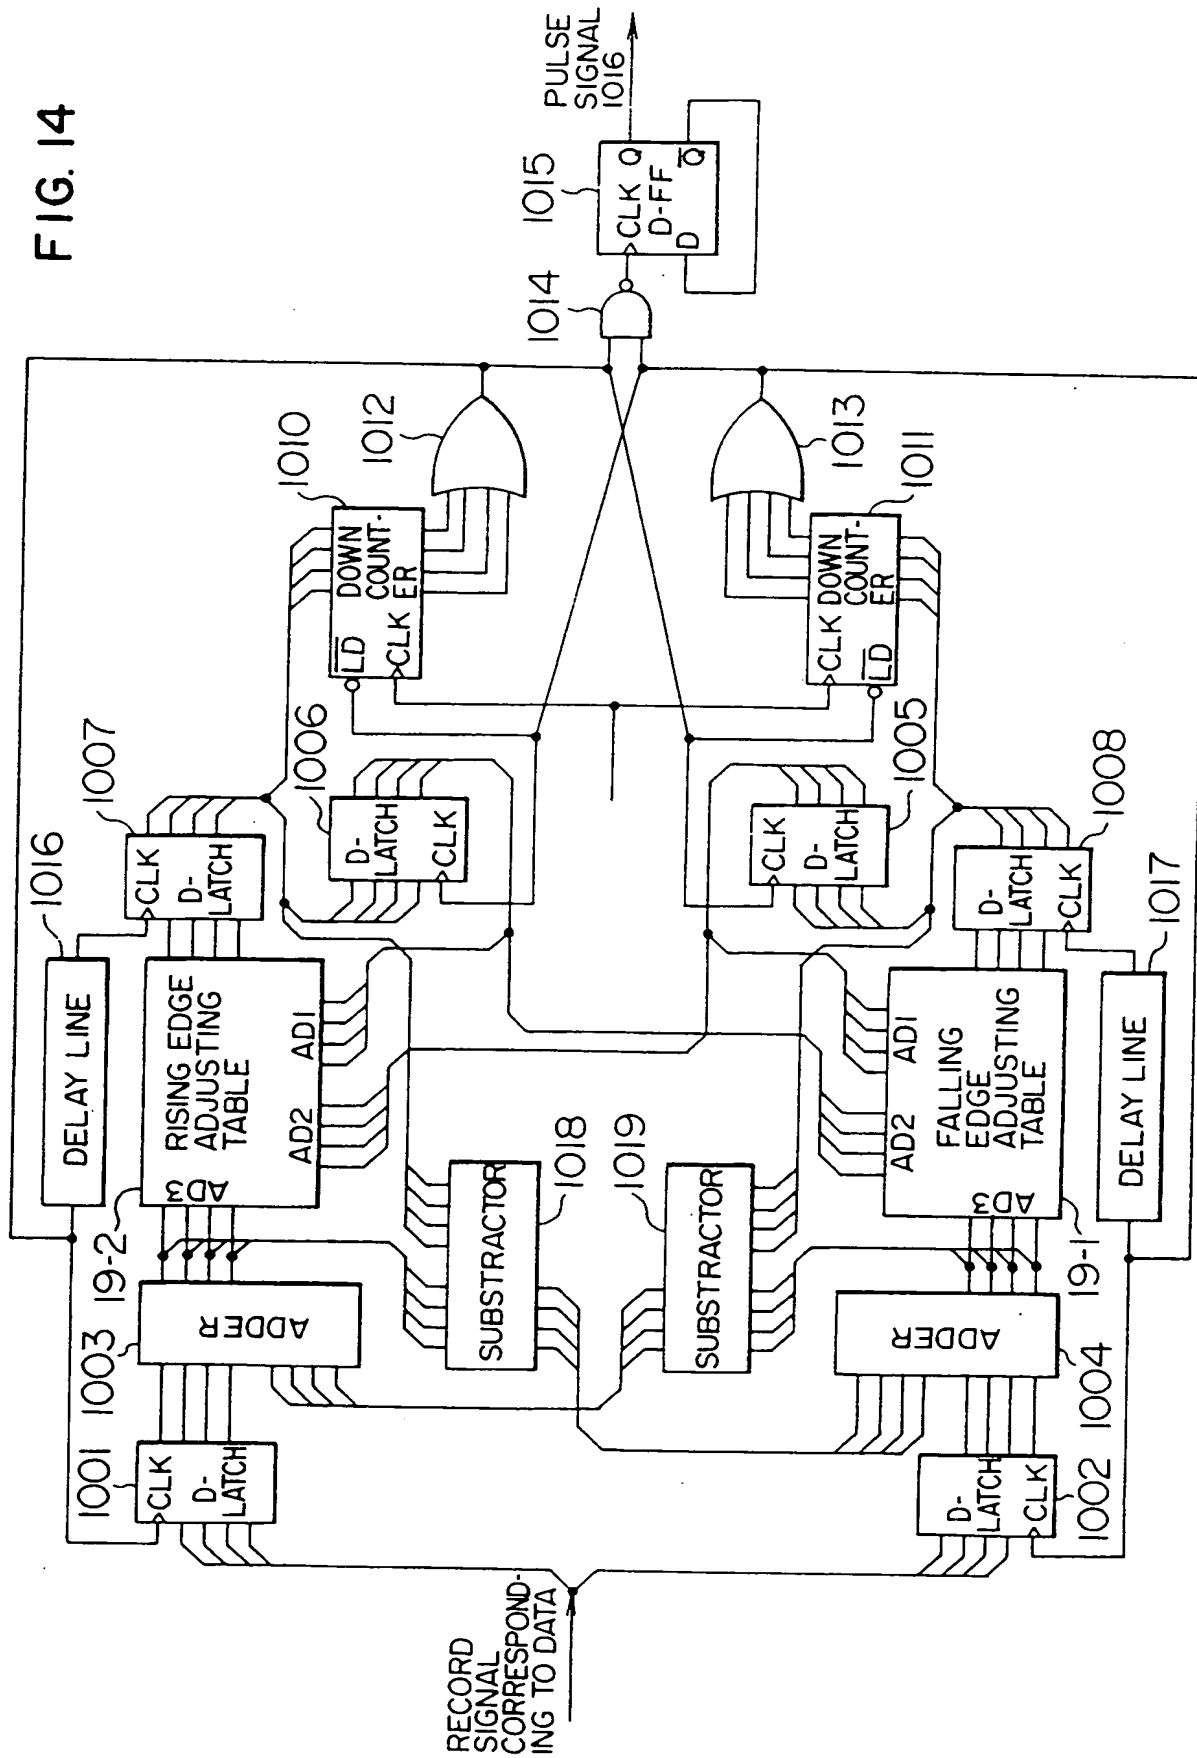 FIG. 14
RECORD
SIGNAL
CORRESPOND-
ING TO DATA
1001
CLK
D-
LATCH
1003
ADDER
19-2
AD3
RISING EDGE
ADJUSTING
TABLE
AD2
AD1
DELAY LINE
1016
1007
CLK
D-
LATCH
1006
D-
LATCH
CLK
1010
LD
CLK
DOWN
COUNT-
ER
1012
SUBSTRACTOR
1018
SUBSTRACTOR
1019
1014
1015
CLK Q
D-FF
D Q
PULSE
SIGNAL
1016
1005
CLK
D-
LATCH
1011
CLK
LD
DOWN
COUNT-
ER
1013
D-
LATCH
CLK
1002
ADDER
1004
19-1
AD3
FALLING
EDGE
ADJUSTING
TABLE
AD2
AD1
DELAY LINE
1017
D-
LATCH
CLK
1008